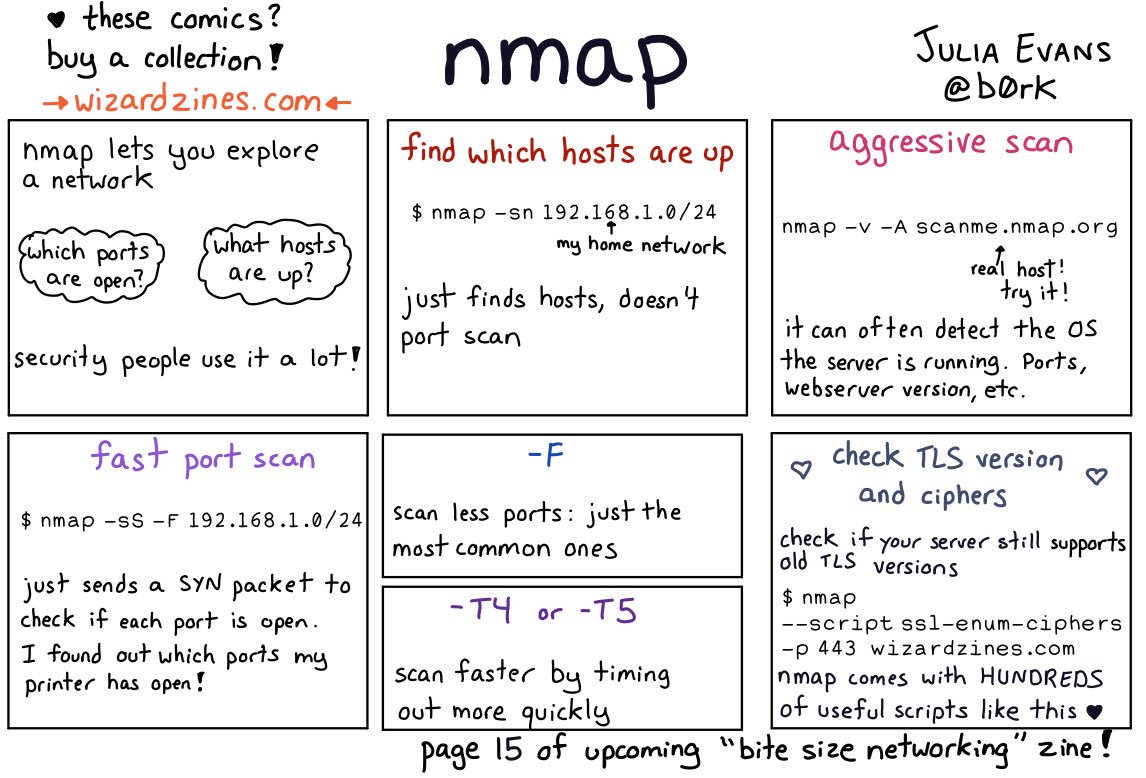 ♥ these comics?
buy a collection!
→wizardzines.com←
nmap
JULIA EVANS
@b0rk
nmap lets you explore
a network
which ports
are open?
what hosts
are up?
security people use it a lot!
find which hosts are up
$ nmap -sn 192.168.1.0/24
my home network
just finds hosts, doesn't
port scan
aggressive scan
nmap -v -A scanme.nmap.org
real host!
try it!
it can often detect the OS
the server is running. Ports,
webserver version, etc.
fast port scan
$ nmap -sS -F 192.168.1.0/24
just sends a SYN packet to
check if each port is open.
I found out which ports my
printer has open!
-F
scan less ports: just the
most common ones
-T4 or -T5
scan faster by timing
out more quickly
♡ check TLS version ♡
and ciphers
check if your server still supports
old TLS versions
$ nmap
--script ssl-enum-ciphers
-p 443 wizardzines.com
nmap comes with HUNDREDS
of useful scripts like this ♥
page 15 of upcoming "bite size networking" zine!